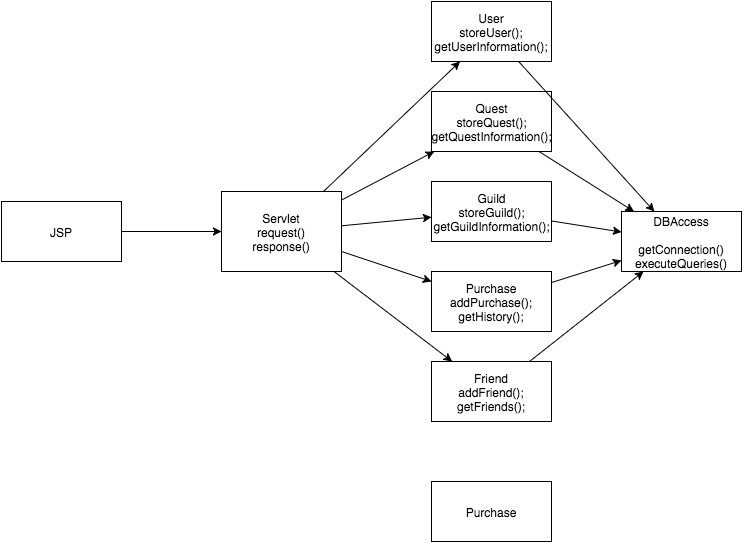 User
storeUser();
getUserInformation();
Quest
storeQuest();
getQuestInformation();
JSP
Servlet
request()
response()
Guild
storeGuild();
getGuildInformation();
DBAccess
getConnection()
executeQueries()
Purchase
addPurchase();
getHistory();
Friend
addFriend();
getFriends();
Purchase